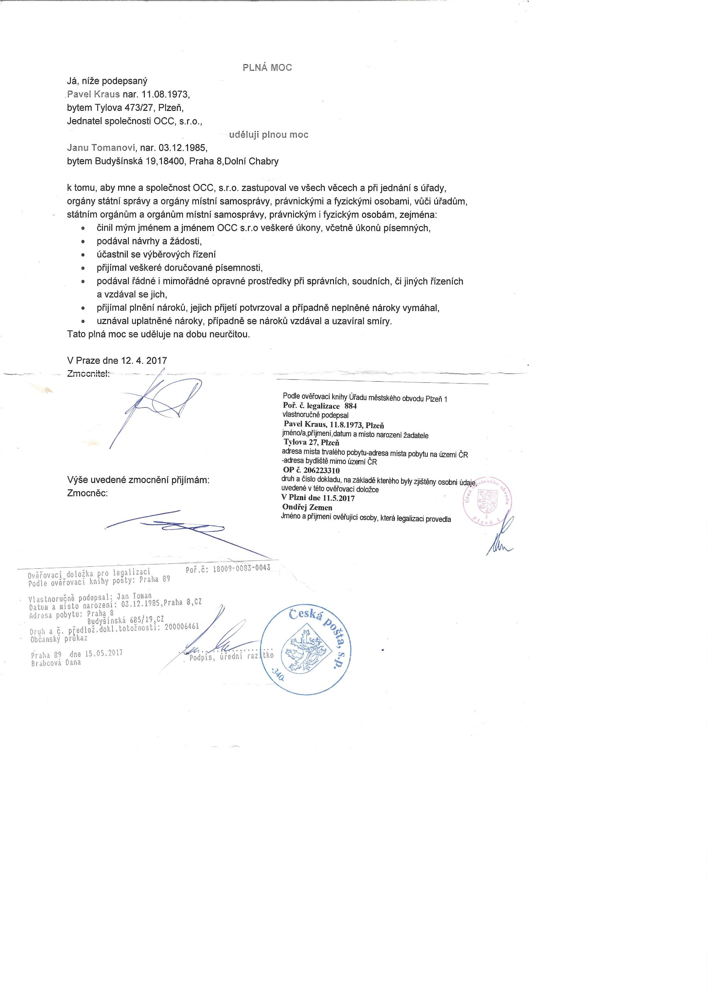 PLNÁ MOC
Já, níže podepsaný
Pavel Kraus nar. 11.08.1973,
bytem Tylova 473/27, Plzeň,
Jednatel společnosti OCC, s.r.o.,
uděluji plnou moc
Janu Tomanovi, nar. 03.12.1985,
bytem Budyšínská 19,18400, Praha 8,Dolní Chabry
k tomu, aby mne a společnost OCC, s.r.o. zastupoval ve všech věcech a při jednání s úřady,
orgány státní správy a orgány místní samosprávy, právnickými a fyzickými osobami, vůči úřadům,
státním orgánům a orgánům místní samosprávy, právnickým i fyzickým osobám, zejména:
• činil mým jménem a jménem OCC s.r.o veškeré úkony, včetně úkonů písemných,
• podával návrhy a žádosti,
• účastnil se výběrových řízení
• přijímal veškeré doručované písemnosti,
• podával řádné i mimořádné opravné prostředky při správních, soudních, či jiných řízeních
a vzdával se jich,
• přijímal plnění nároků, jejich přijetí potvrzoval a případně neplněné nároky vymáhal,
• uznával uplatněné nároky, případně se nároků vzdával a uzavíral smíry.
Tato plná moc se uděluje na dobu neurčitou.
V Praze dne 12. 4. 2017
Zmocnitel:
Podle ověřovací knihy Úřadu městského obvodu Plzeň 1
Poř. č. legalizace 884
vlastnoručně podepsal
Pavel Kraus, 11.8.1973, Plzeň
jméno/a,příjmení,datum a místo narození žadatele
Tylova 27, Plzeň
adresa místa trvalého pobytu-adresa místa pobytu na území ČR
-adresa bydliště mimo území ČR
OP č. 206223310
druh a číslo dokladu, na základě kterého byly zjištěny osobní údaje,
uvedené v této ověřovací doložce
V Plzni dne 11.5.2017
Ondřej Zemen
Jméno a příjmení ověřující osoby, která legalizaci provedla
Úřad městského obvodu
3
Plzeň 1
Výše uvedené zmocnění přijímám:
Zmocněc:
Ověřovací doložka pro legalizaci Poř.č: 18009-0083-0043
Podle ověřovací knihy pošty: Praha 89
Vlastnoručně podepsal: Jan Toman
Datum a místo narození: 03.12.1985,Praha 8,CZ
Adresa pobytu: Praha 8
Budyšínská 685/19,CZ
Druh a č. předlož.dokl.totožnosti: 200006461
Občanský průkaz
Praha 89 dne 15.05.2017
Brabcová Dana
Podpis, úřední razítko
Česká pošta, s.p.
-340-